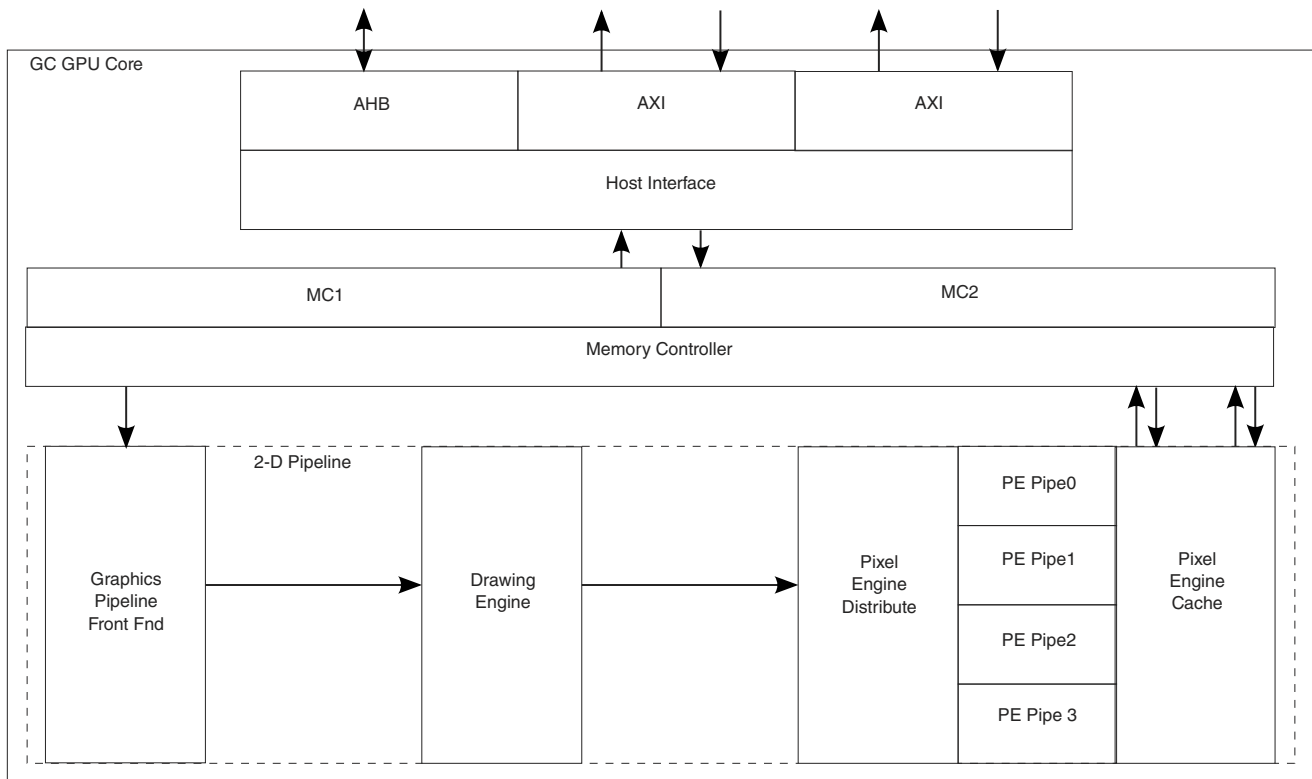 GC GPU Core
AHB
AXI
AXI
Host Interface
MC1
MC2
Memory Controller
2-D Pipeline
Graphics
Pipeline
Front Fnd
Drawing
Engine
Pixel
Engine
Distribute
PE Pipe0
PE Pipe1
PE Pipe2
PE Pipe 3
Pixel
Engine
Cache